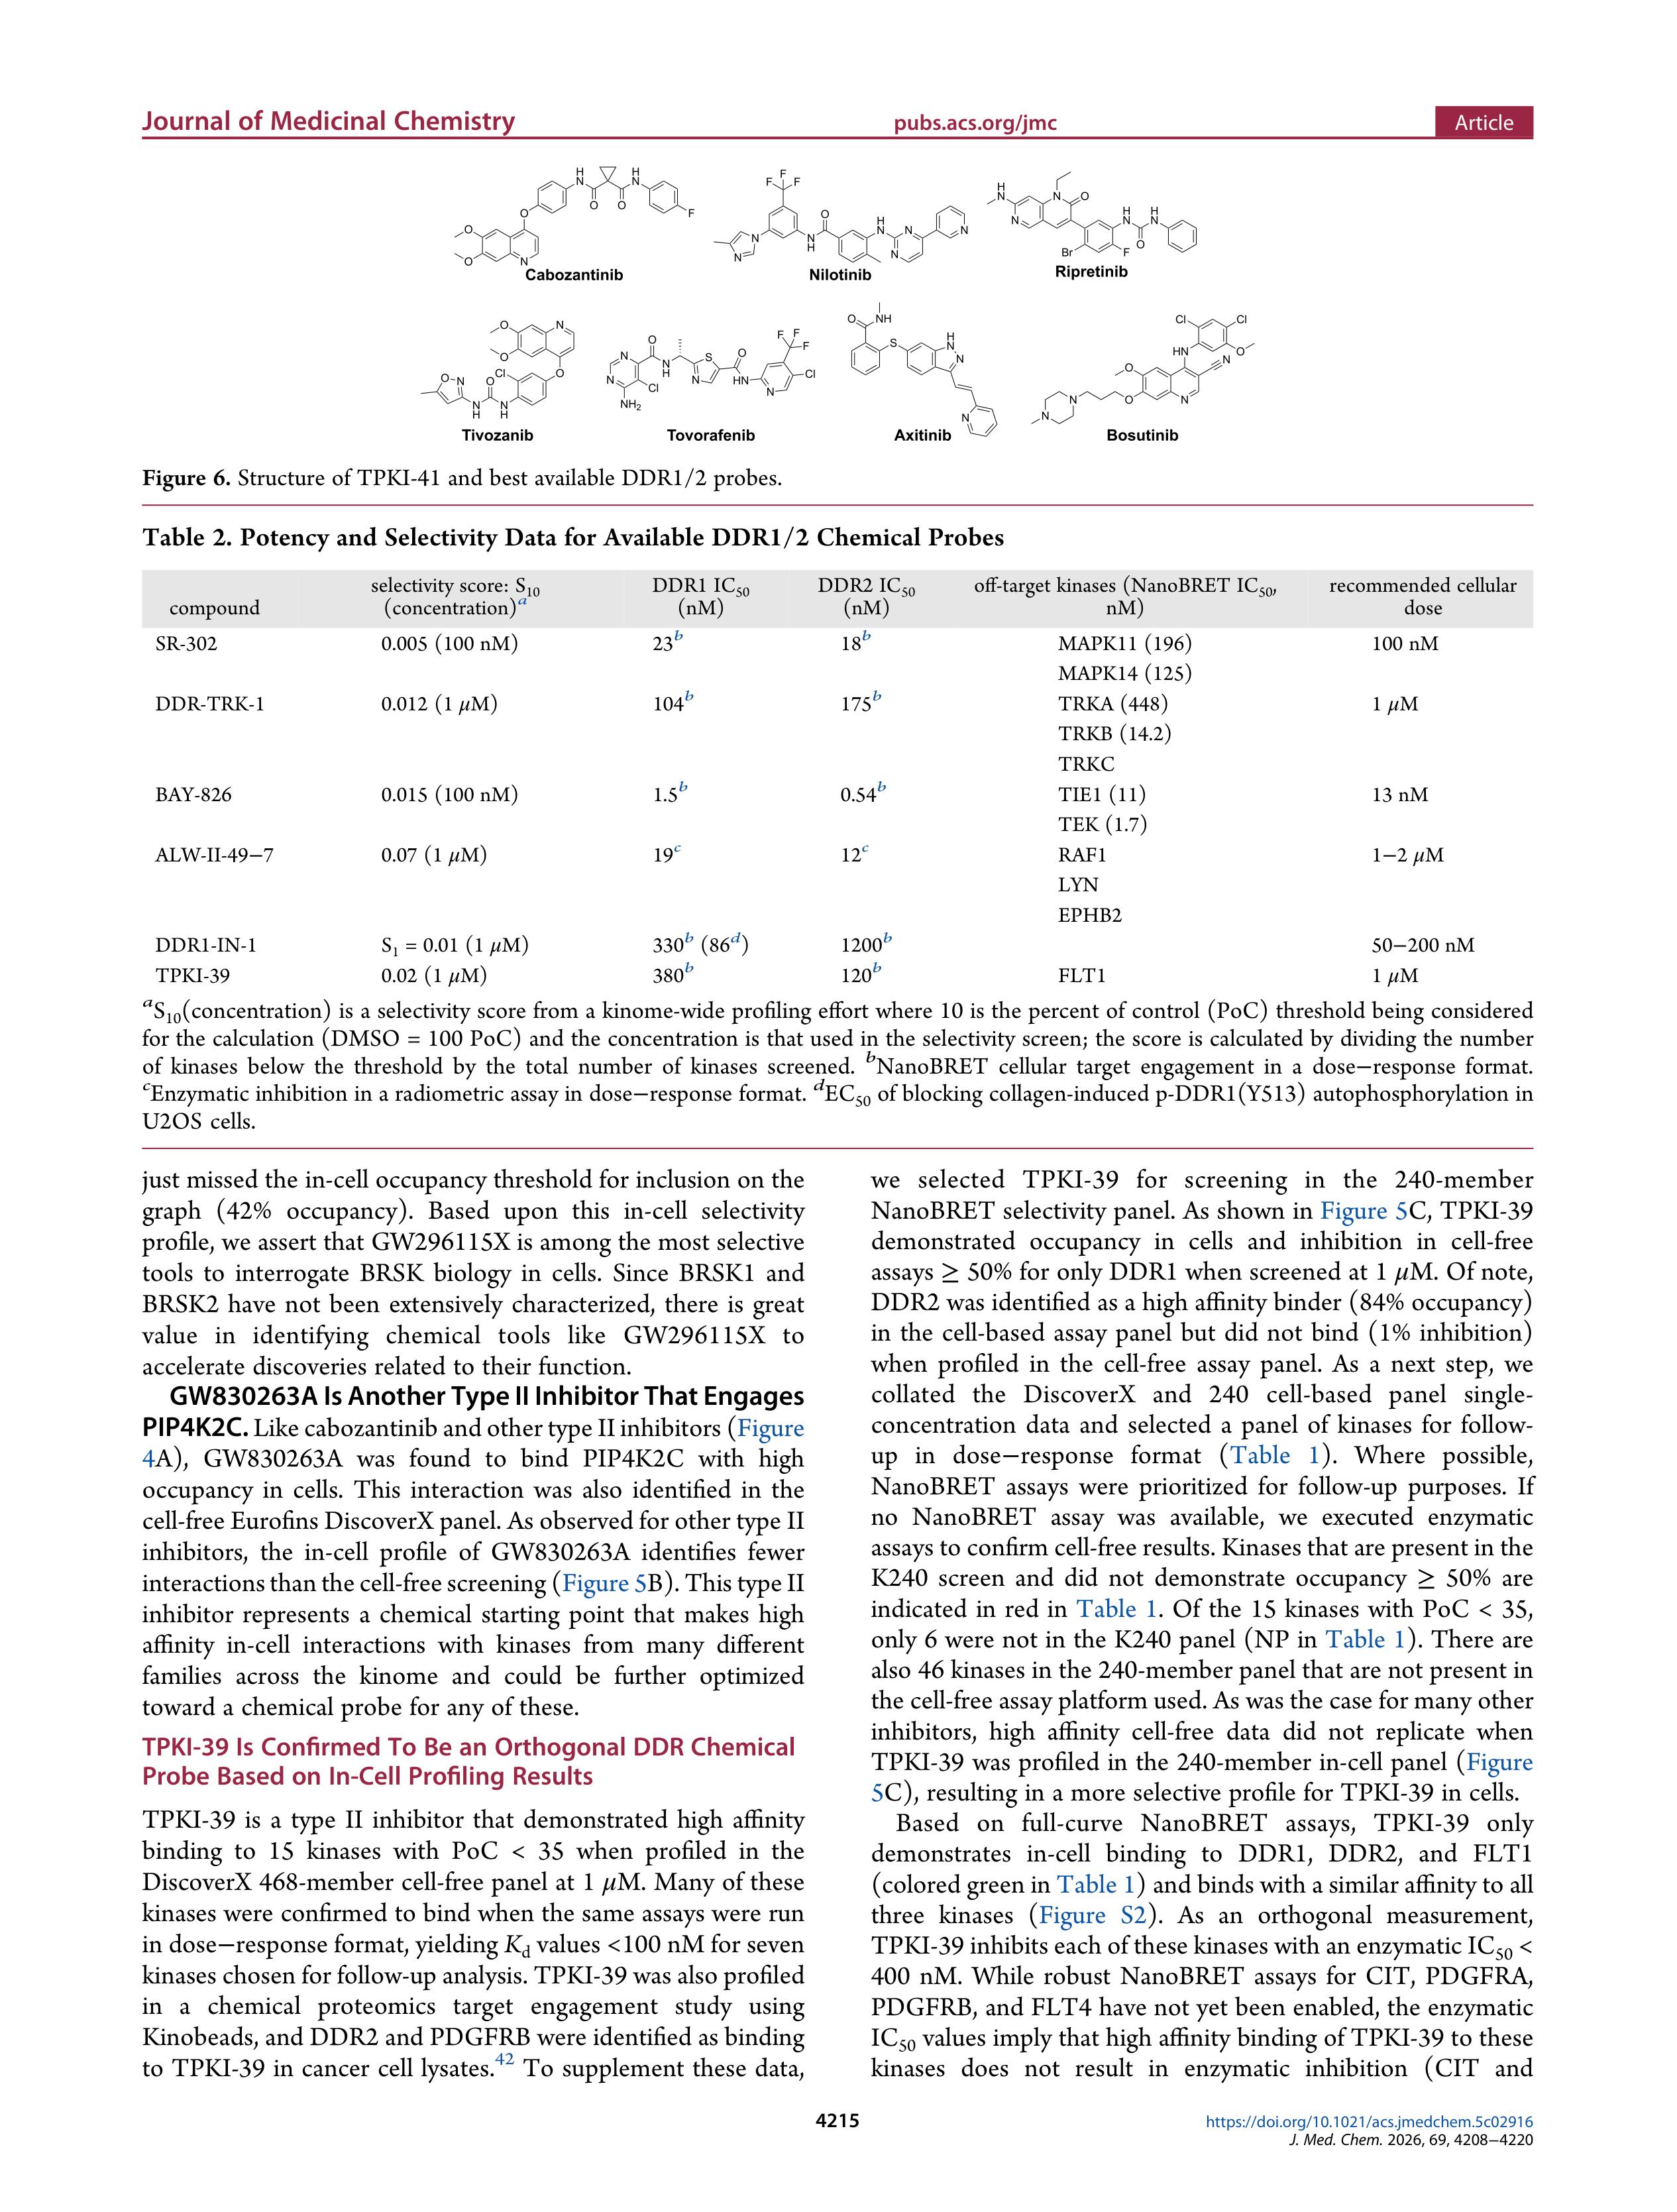 Journal of Medicinal Chemistry
pubs.acs.org/jmc
Article
Cabozantinib
Nilotinib
Ripretinib
Tivozanib
Tovorafenib
Axitinib
Bosutinib
Figure 6. Structure of TPKI-41 and best available DDR1/2 probes.
Table 2. Potency and Selectivity Data for Available DDR1/2 Chemical Probes
compound | selectivity score: S10 (concentration)a | DDR1 IC50 (nM) | DDR2 IC50 (nM) | off-target kinases (NanoBRET IC50, nM) | recommended cellular dose
SR-302 | 0.005 (100 nM) | 23b | 18b | MAPK11 (196) | 100 nM
MAPK14 (125)
DDR-TRK-1 | 0.012 (1 μM) | 104b | 175b | TRKA (448) | 1 μM
TRKB (14.2)
TRKC
BAY-826 | 0.015 (100 nM) | 1.5b | 0.54b | TIE1 (11) | 13 nM
TEK (1.7)
ALW-II-49−7 | 0.07 (1 μM) | 19c | 12c | RAF1 | 1−2 μM
LYN
EPHB2
DDR1-IN-1 | S1 = 0.01 (1 μM) | 330b (86d) | 1200b | 50−200 nM
TPKI-39 | 0.02 (1 μM) | 380b | 120b | FLT1 | 1 μM
aS10(concentration) is a selectivity score from a kinome-wide profiling effort where 10 is the percent of control (PoC) threshold being considered
for the calculation (DMSO = 100 PoC) and the concentration is that used in the selectivity screen; the score is calculated by dividing the number
of kinases below the threshold by the total number of kinases screened. bNanoBRET cellular target engagement in a dose−response format.
cEnzymatic inhibition in a radiometric assay in dose−response format. dEC50 of blocking collagen-induced p-DDR1(Y513) autophosphorylation in
U2OS cells.
just missed the in-cell occupancy threshold for inclusion on the
graph (42% occupancy). Based upon this in-cell selectivity
profile, we assert that GW296115X is among the most selective
tools to interrogate BRSK biology in cells. Since BRSK1 and
BRSK2 have not been extensively characterized, there is great
value in identifying chemical tools like GW296115X to
accelerate discoveries related to their function.
GW830263A Is Another Type II Inhibitor That Engages
PIP4K2C. Like cabozantinib and other type II inhibitors (Figure
4A), GW830263A was found to bind PIP4K2C with high
occupancy in cells. This interaction was also identified in the
cell-free Eurofins DiscoverX panel. As observed for other type II
inhibitors, the in-cell profile of GW830263A identifies fewer
interactions than the cell-free screening (Figure 5B). This type II
inhibitor represents a chemical starting point that makes high
affinity in-cell interactions with kinases from many different
families across the kinome and could be further optimized
toward a chemical probe for any of these.
TPKI-39 Is Confirmed To Be an Orthogonal DDR Chemical
Probe Based on In-Cell Profiling Results
TPKI-39 is a type II inhibitor that demonstrated high affinity
binding to 15 kinases with PoC < 35 when profiled in the
DiscoverX 468-member cell-free panel at 1 μM. Many of these
kinases were confirmed to bind when the same assays were run
in dose−response format, yielding Kd values <100 nM for seven
kinases chosen for follow-up analysis. TPKI-39 was also profiled
in a chemical proteomics target engagement study using
Kinobeads, and DDR2 and PDGFRB were identified as binding
to TPKI-39 in cancer cell lysates.42 To supplement these data,
we selected TPKI-39 for screening in the 240-member
NanoBRET selectivity panel. As shown in Figure 5C, TPKI-39
demonstrated occupancy in cells and inhibition in cell-free
assays ≥ 50% for only DDR1 when screened at 1 μM. Of note,
DDR2 was identified as a high affinity binder (84% occupancy)
in the cell-based assay panel but did not bind (1% inhibition)
when profiled in the cell-free assay panel. As a next step, we
collated the DiscoverX and 240 cell-based panel single-
concentration data and selected a panel of kinases for follow-
up in dose−response format (Table 1). Where possible,
NanoBRET assays were prioritized for follow-up purposes. If
no NanoBRET assay was available, we executed enzymatic
assays to confirm cell-free results. Kinases that are present in the
K240 screen and did not demonstrate occupancy ≥ 50% are
indicated in red in Table 1. Of the 15 kinases with PoC < 35,
only 6 were not in the K240 panel (NP in Table 1). There are
also 46 kinases in the 240-member panel that are not present in
the cell-free assay platform used. As was the case for many other
inhibitors, high affinity cell-free data did not replicate when
TPKI-39 was profiled in the 240-member in-cell panel (Figure
5C), resulting in a more selective profile for TPKI-39 in cells.
Based on full-curve NanoBRET assays, TPKI-39 only
demonstrates in-cell binding to DDR1, DDR2, and FLT1
(colored green in Table 1) and binds with a similar affinity to all
three kinases (Figure S2). As an orthogonal measurement,
TPKI-39 inhibits each of these kinases with an enzymatic IC50 <
400 nM. While robust NanoBRET assays for CIT, PDGFRA,
PDGFRB, and FLT4 have not yet been enabled, the enzymatic
IC50 values imply that high affinity binding of TPKI-39 to these
kinases does not result in enzymatic inhibition (CIT and
4215
https://doi.org/10.1021/acs.jmedchem.5c02916
J. Med. Chem. 2026, 69, 4208−4220